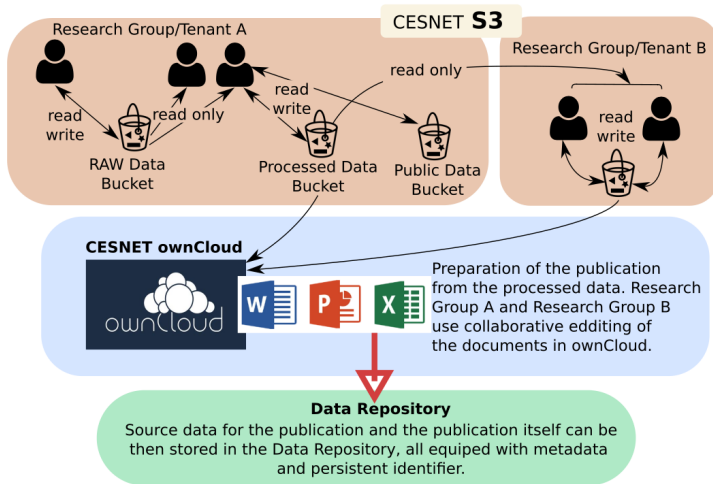 CESNET S3
Research Group/Tenant A
Research Group/Tenant B
read only
read
write
read only
read
write
read
write
RAW Data
Bucket
Processed Data
Bucket
Public Data
Bucket
CESNET ownCloud
ownCloud
W
P
X
Preparation of the publication
from the processed data. Research
Group A and Research Group B
use collaborative edditing of
the documents in ownCloud.
Data Repository
Source data for the publication and the publication itself can be
then stored in the Data Repository, all equiped with metadata
and persistent identifier.